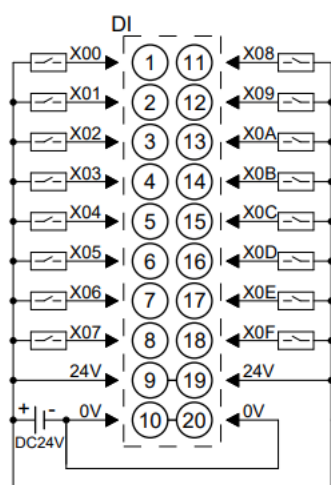 DI
X00 1 11 X08
X01 2 12 X09
X02 3 13 X0A
X03 4 14 X0B
X04 5 15 X0C
X05 6 16 X0D
X06 7 17 X0E
X07 8 18 X0F
24V 9 19 24V
+ - 0V 10 20 0V
DC24V